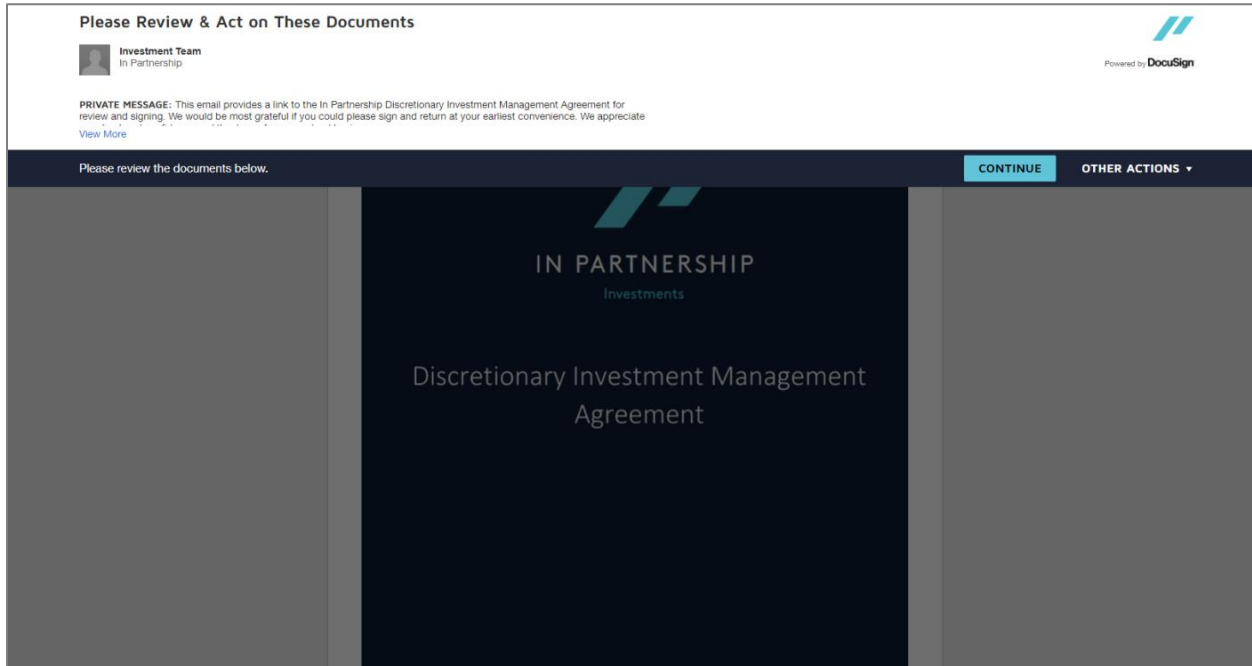 Please Review & Act on These Documents
Investment Team
In Partnership
Powered by DocuSign
PRIVATE MESSAGE: This email provides a link to the In Partnership Discretionary Investment Management Agreement for
review and signing. We would be most grateful if you could please sign and return at your earliest convenience. We appreciate
View More
Please review the documents below.
CONTINUE
OTHER ACTIONS
IN PARTNERSHIP
Investments
Discretionary Investment Management
Agreement